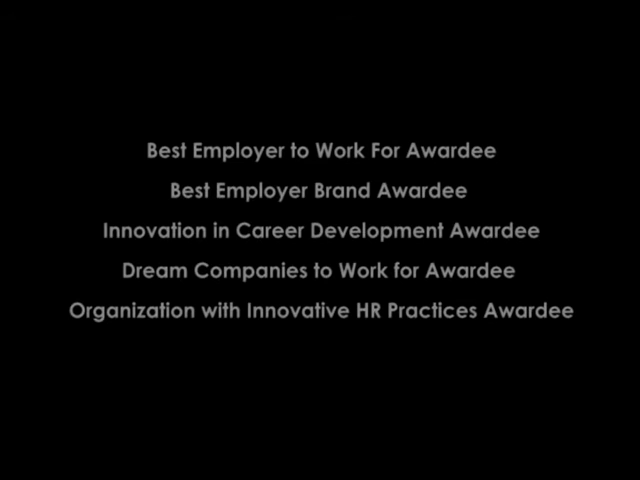 Best Employer to Work For Awardee
Best Employer Brand Awardee
Innovation in Career Development Awardee
Dream Companies to Work for Awardee
Organization with Innovative HR Practices Awardee